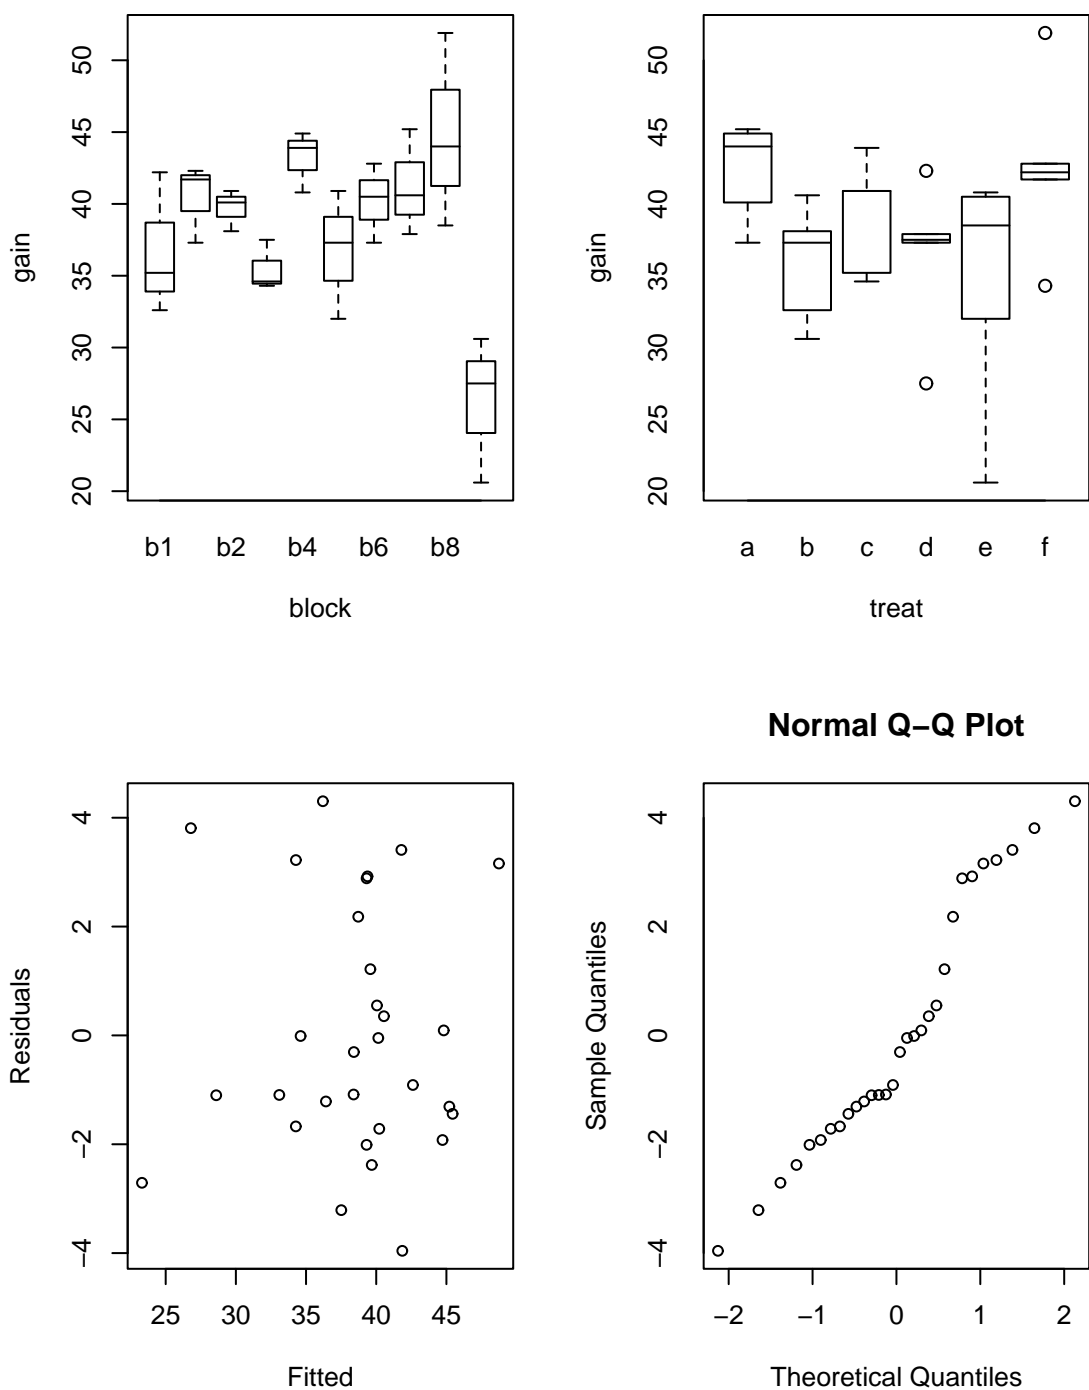 50
45
40
35
30
25
20
gain
b1 b2 b4 b6 b8
block
50
45
40
35
30
25
20
gain
a b c d e f
treat
4
2
0
−2
−4
Residuals
25 30 35 40 45
Fitted
Normal Q−Q Plot
4
2
0
−2
−4
Sample Quantiles
−2 −1 0 1 2
Theoretical Quantiles